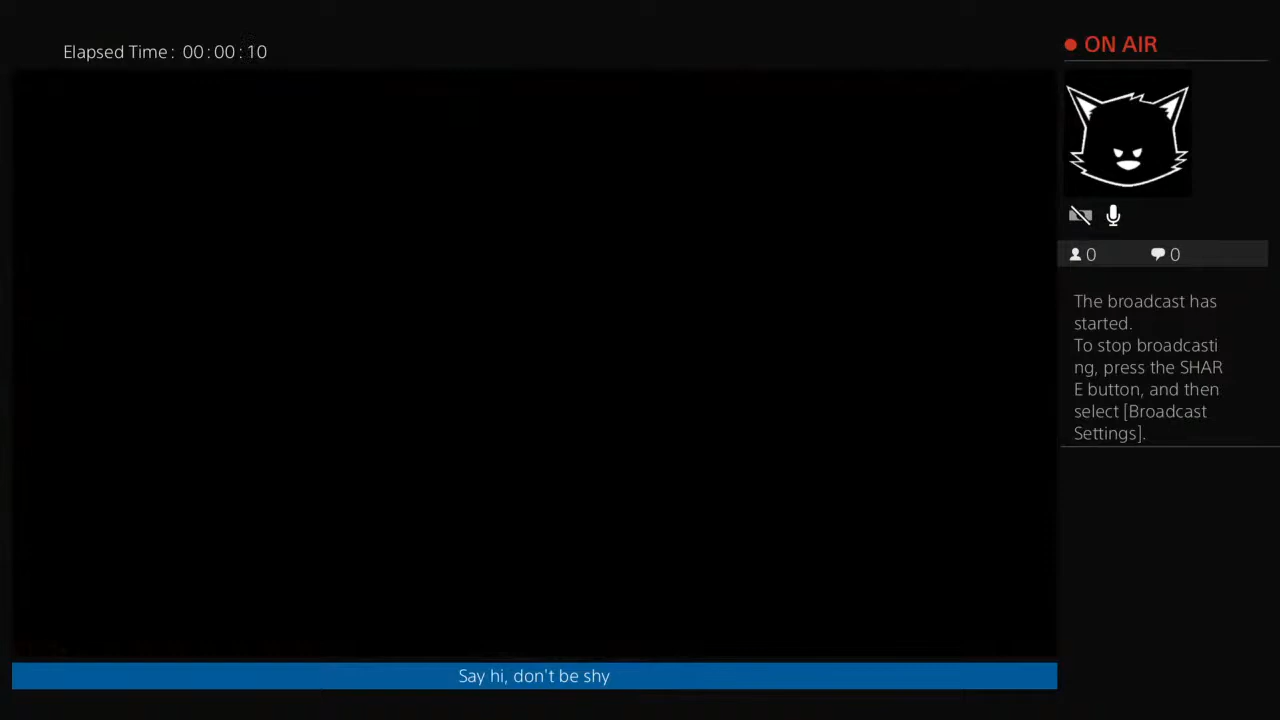 Elapsed Time: 00:00:10
ON AIR
0 0
The broadcast has
started.
To stop broadcasti
ng, press the SHAR
E button, and then
select [Broadcast
Settings].
Say hi, don't be shy